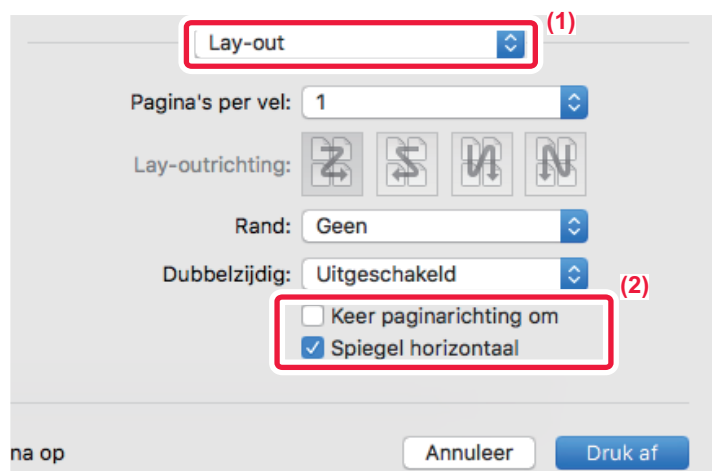 (1)
Lay-out
Pagina's per vel: 1
Lay-outrichting:
Rand: Geen
Dubbelzijdig: Uitgeschakeld
(2)
Keer paginarichting om
Spiegel horizontaal
na op Annuleer Druk af